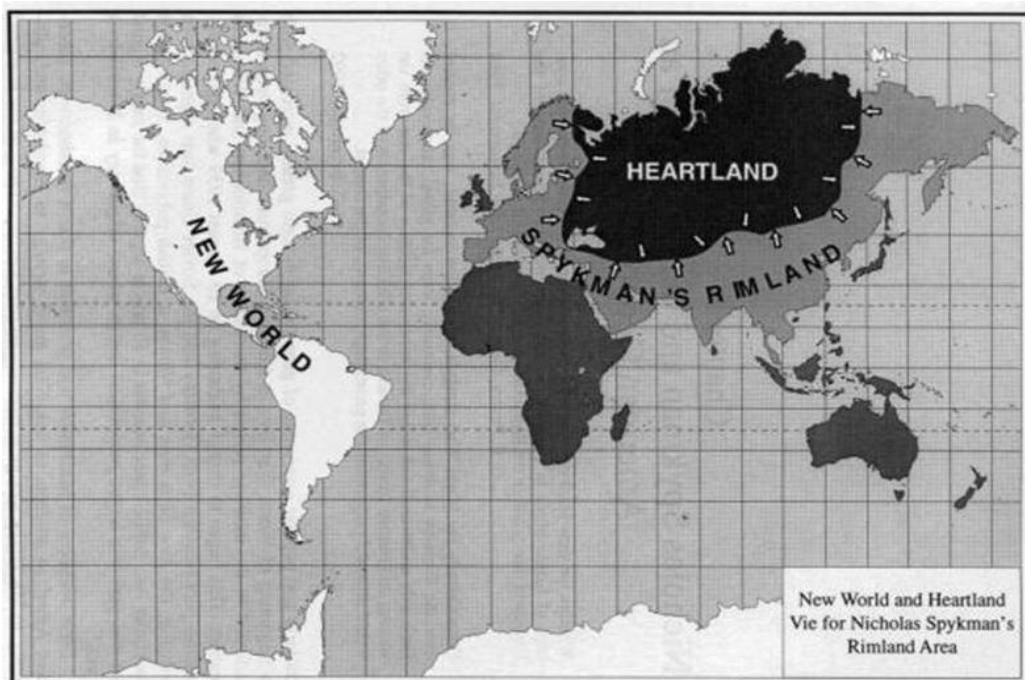 HEARTLAND
NEW WORLD
SPYKMAN'S RIMLAND
New World and Heartland
Vie for Nicholas Spykman's
Rimland Area